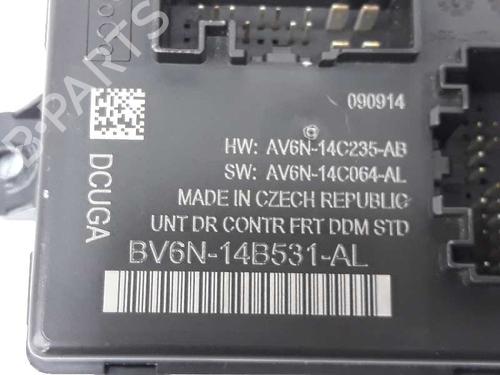 090914
HW: AV6N-14C235-AB
SW: AV6N-14C064-AL
MADE IN CZECH REPUBLIC
UNT DR CONTR FRT DDM STD
BV6N-14B531-AL
DCUGA
B-PARTS